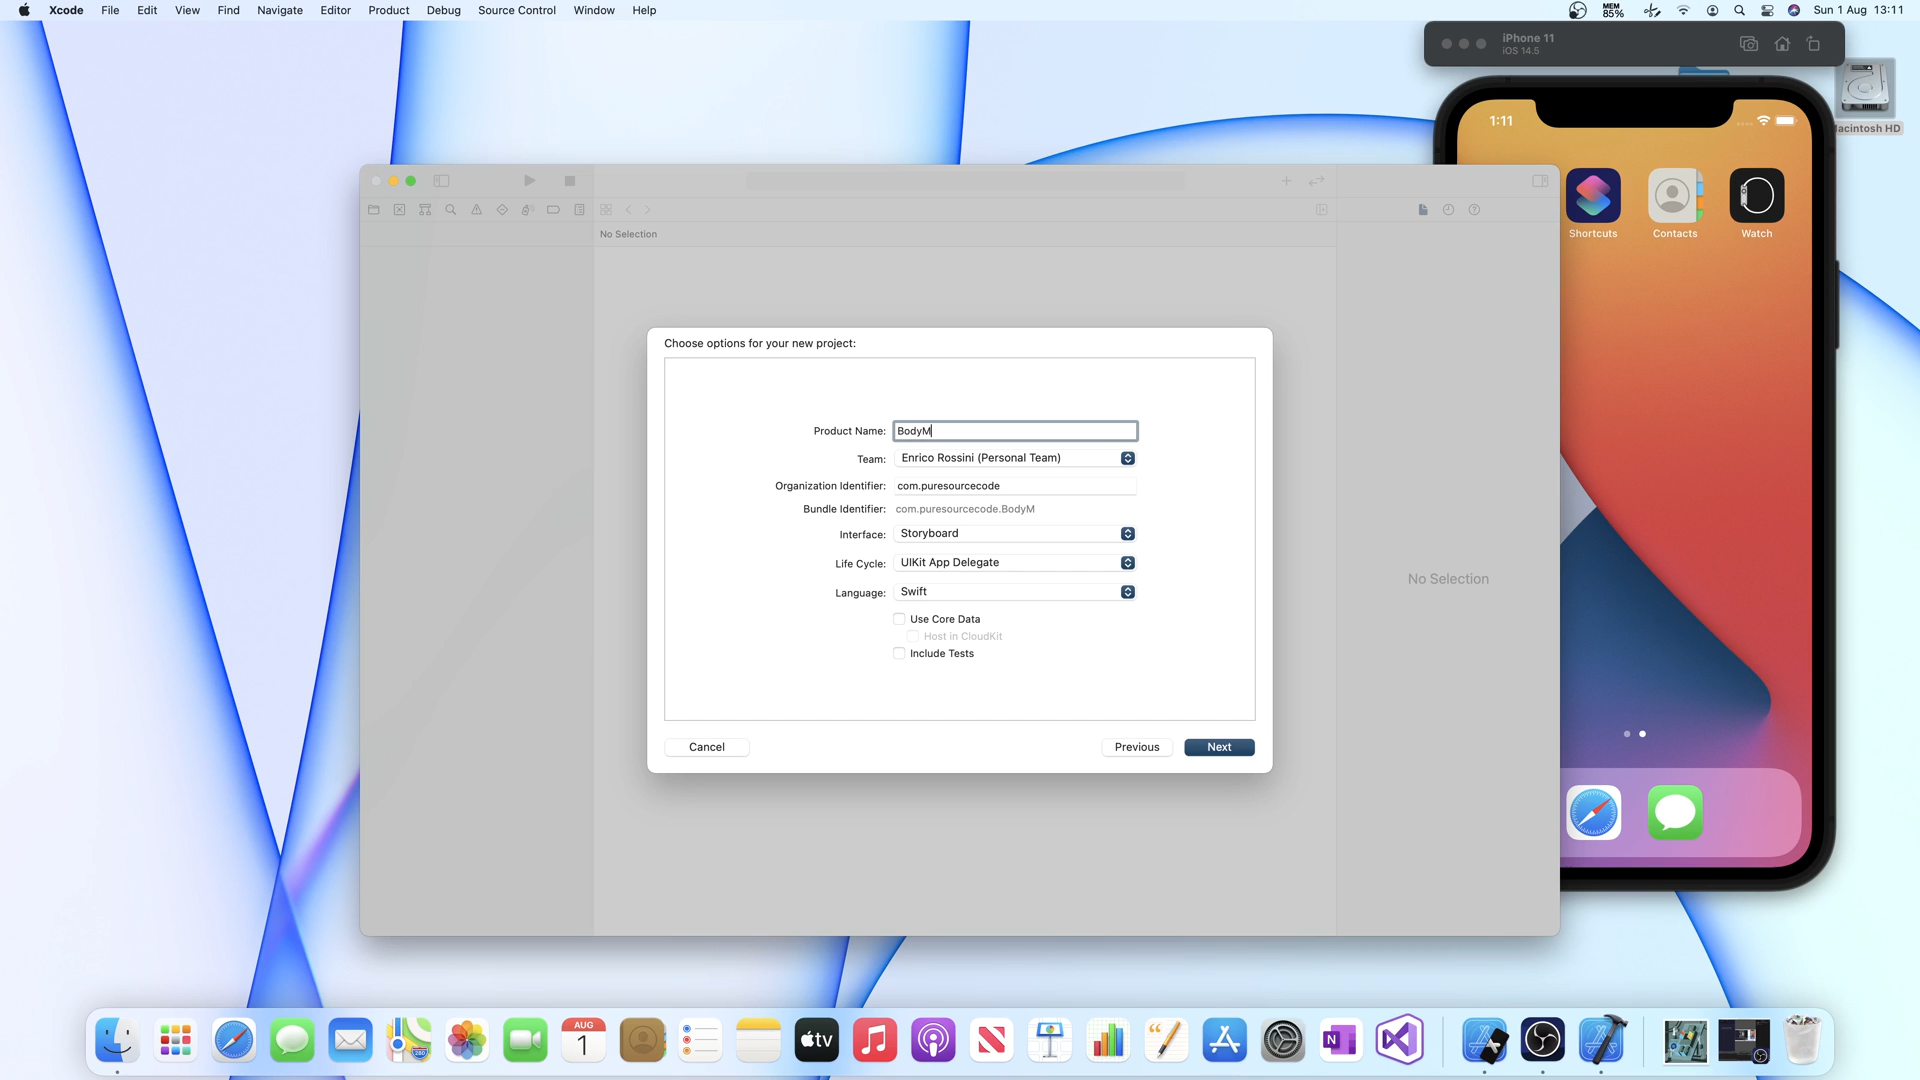 Xcode File Edit View Find Navigate Editor Product Debug Source Control Window Help
MEM
85%
Sun 1 Aug 13:11
iPhone 11
iOS 14.5
acintosh HD
1:11
Shortcuts
Contacts
Watch
No Selection
Choose options for your new project:
Product Name: BodyM
Team: Enrico Rossini (Personal Team)
Organization Identifier: com.puresourcecode
Bundle Identifier: com.puresourcecode.BodyM
Interface: Storyboard
Life Cycle: UIKit App Delegate
Language: Swift
Use Core Data
Host in CloudKit
Include Tests
Cancel
Previous
Next
No Selection
280
AUG
1
tv
N